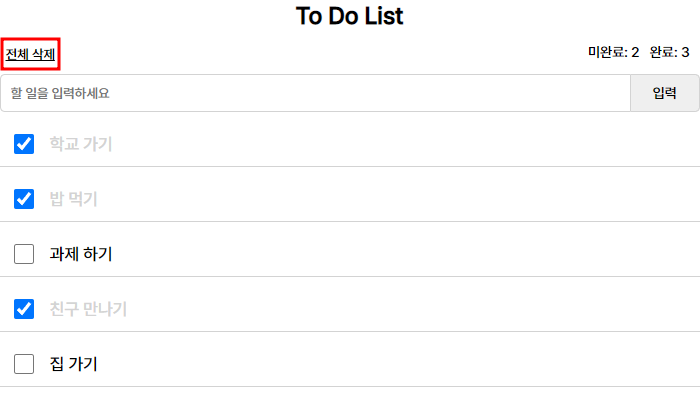 To Do List
전체 삭제
미완료: 2 완료: 3
할 일을 입력하세요
입력
학교 가기
밥 먹기
과제 하기
친구 만나기
집 가기